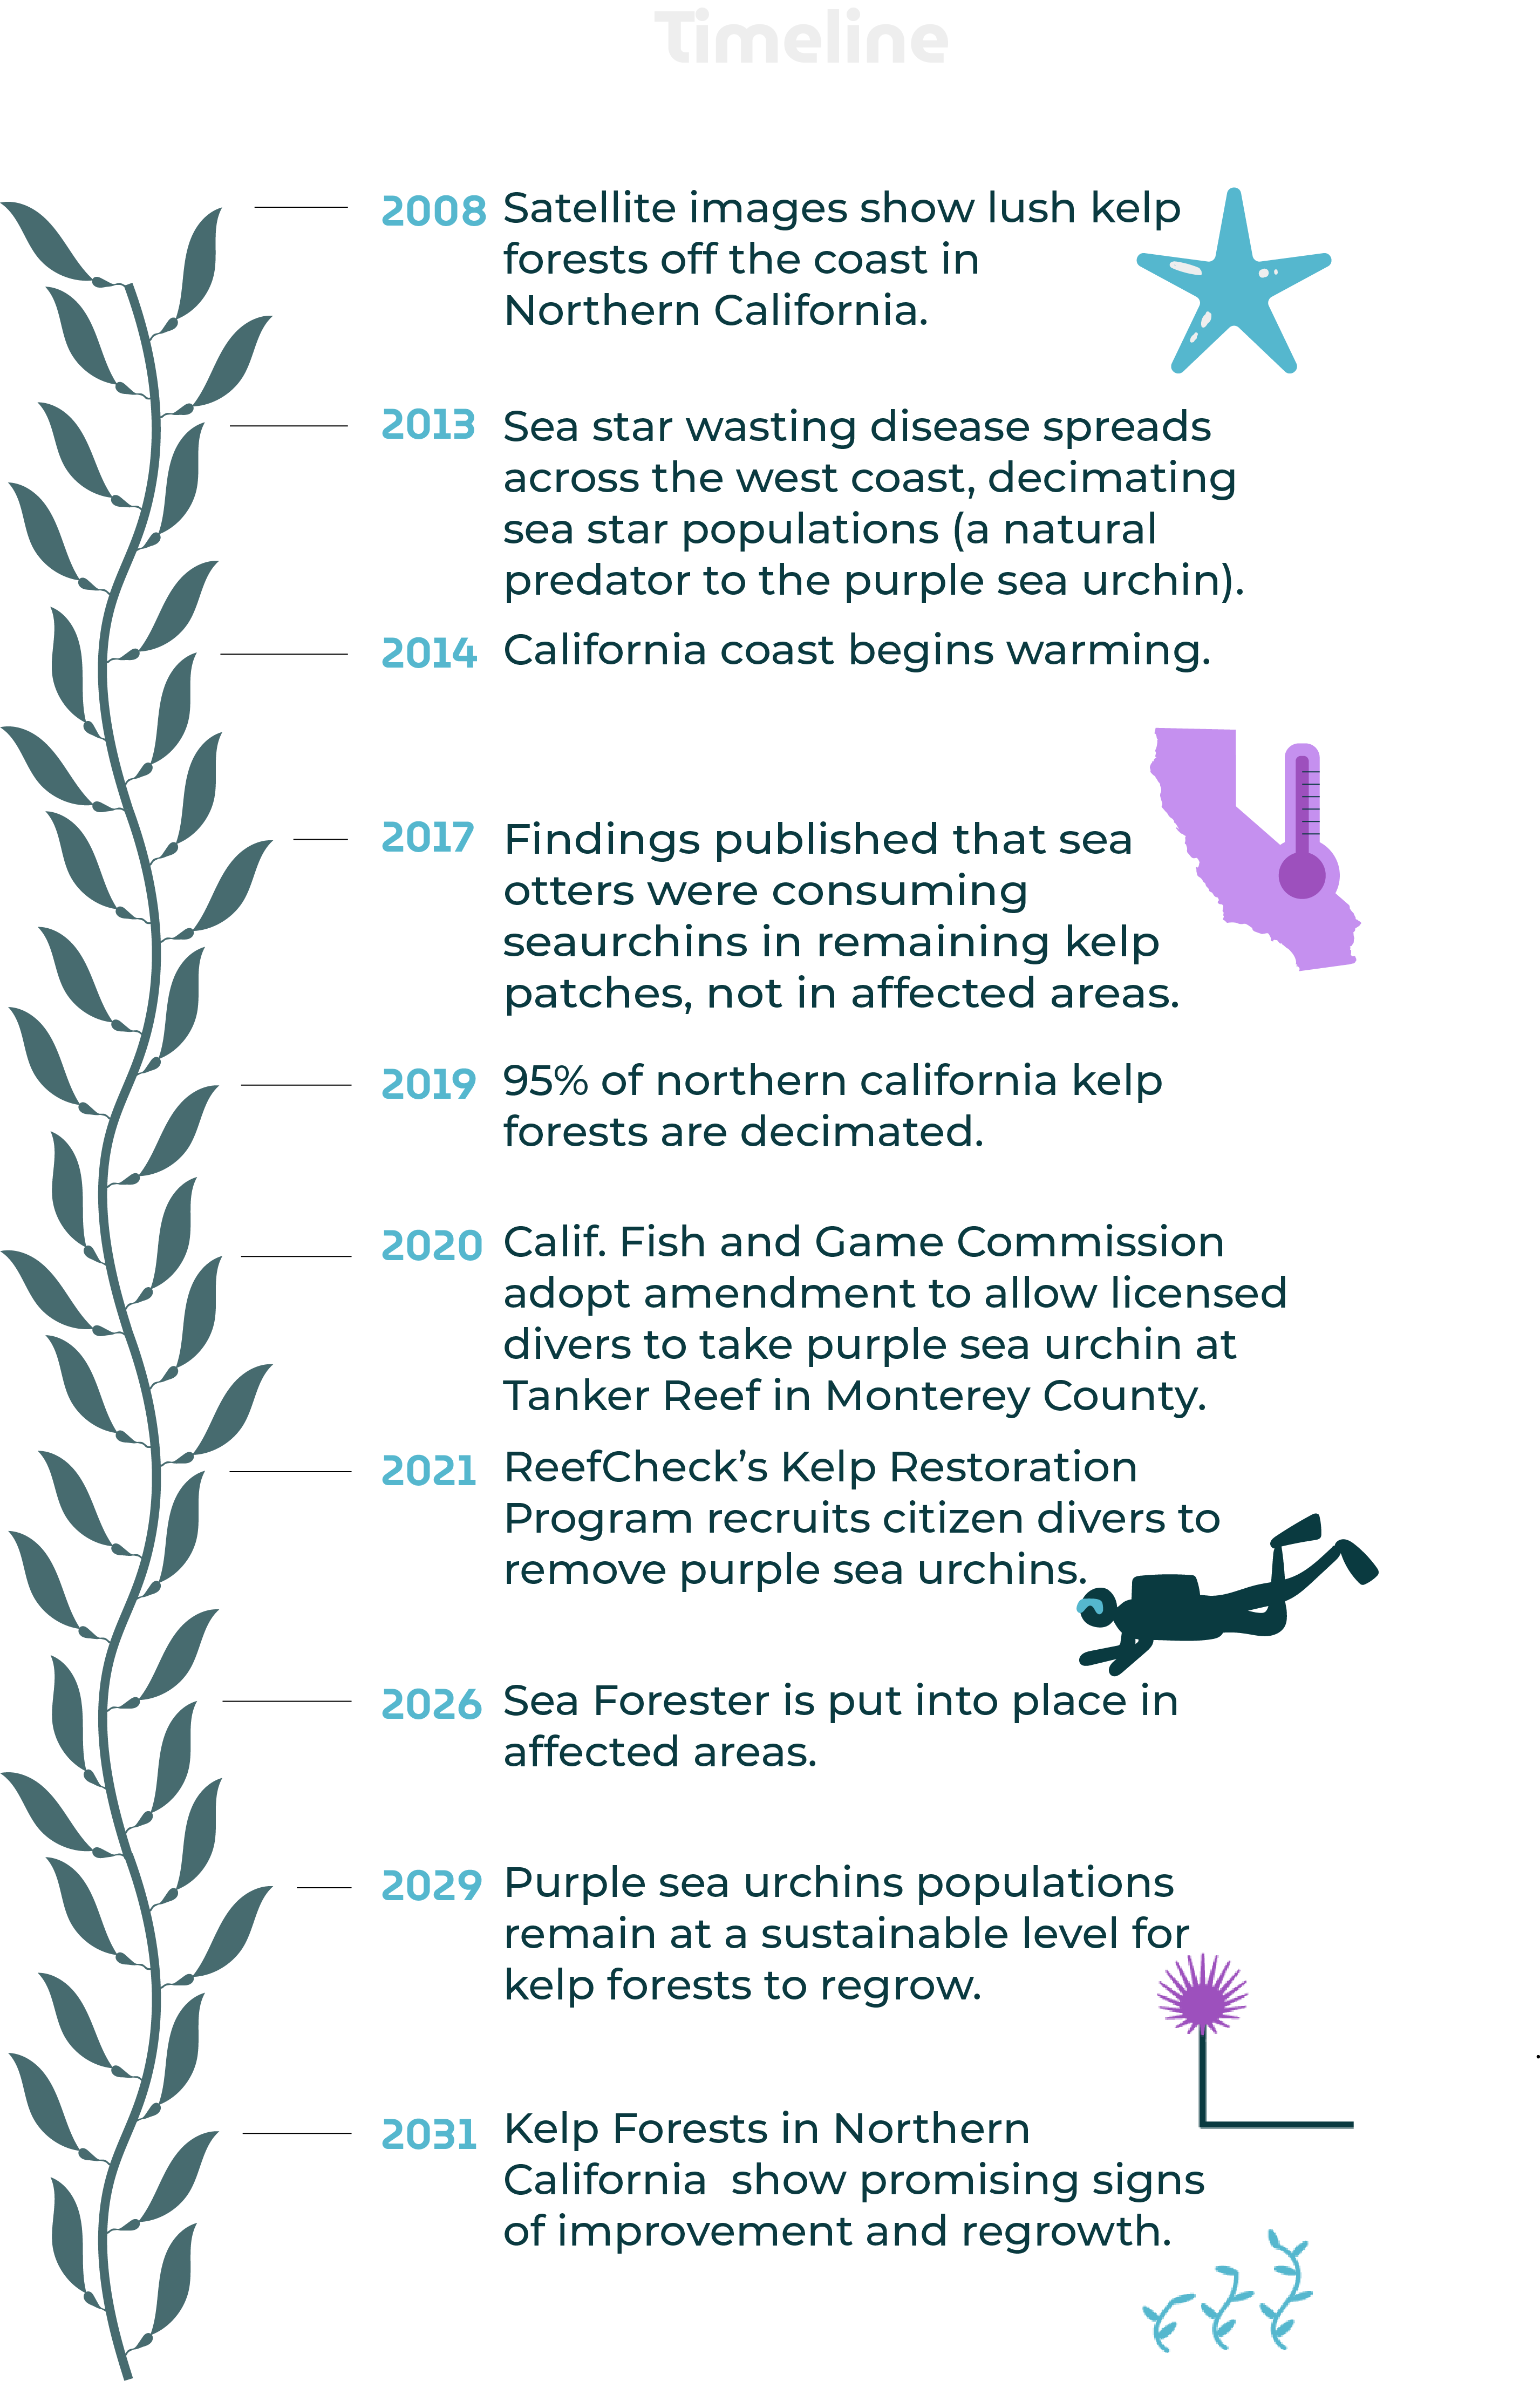 Timeline
2008 Satellite images show lush kelp
forests off the coast in
Northern California.
2013 Sea star wasting disease spreads
across the west coast, decimating
sea star populations (a natural
predator to the purple sea urchin).
2014 California coast begins warming.
2017 Findings published that sea
otters were consuming
seaurchins in remaining kelp
patches, not in affected areas.
2019 95% of northern california kelp
forests are decimated.
2020 Calif. Fish and Game Commission
adopt amendment to allow licensed
divers to take purple sea urchin at
Tanker Reef in Monterey County.
2021 ReefCheck’s Kelp Restoration
Program recruits citizen divers to
remove purple sea urchins.
2026 Sea Forester is put into place in
affected areas.
2029 Purple sea urchins populations
remain at a sustainable level for
kelp forests to regrow.
2031 Kelp Forests in Northern
California  show promising signs
of improvement and regrowth.